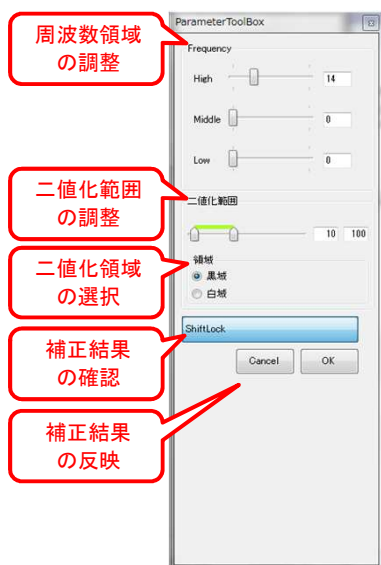 周波数領域
の調整
ParameterToolBox
Frequency
High 14
Middle 0
Low 0
二値化範囲
の調整
二値化範囲
10 100
二値化領域
の選択
領域
黒域
白域
補正結果
の確認
ShiftLock
Cancel OK
補正結果
の反映